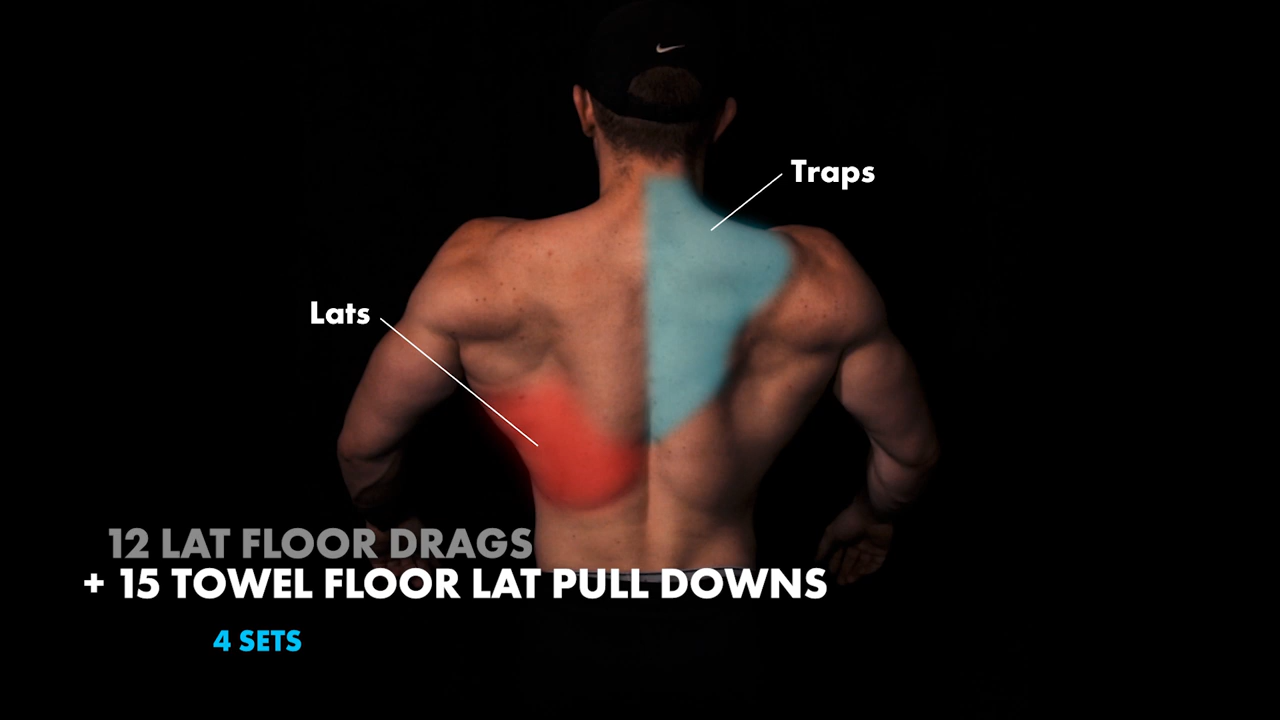 Traps
Lats
12 LAT FLOOR DRAGS
+ 15 TOWEL FLOOR LAT PULL DOWNS
4 SETS